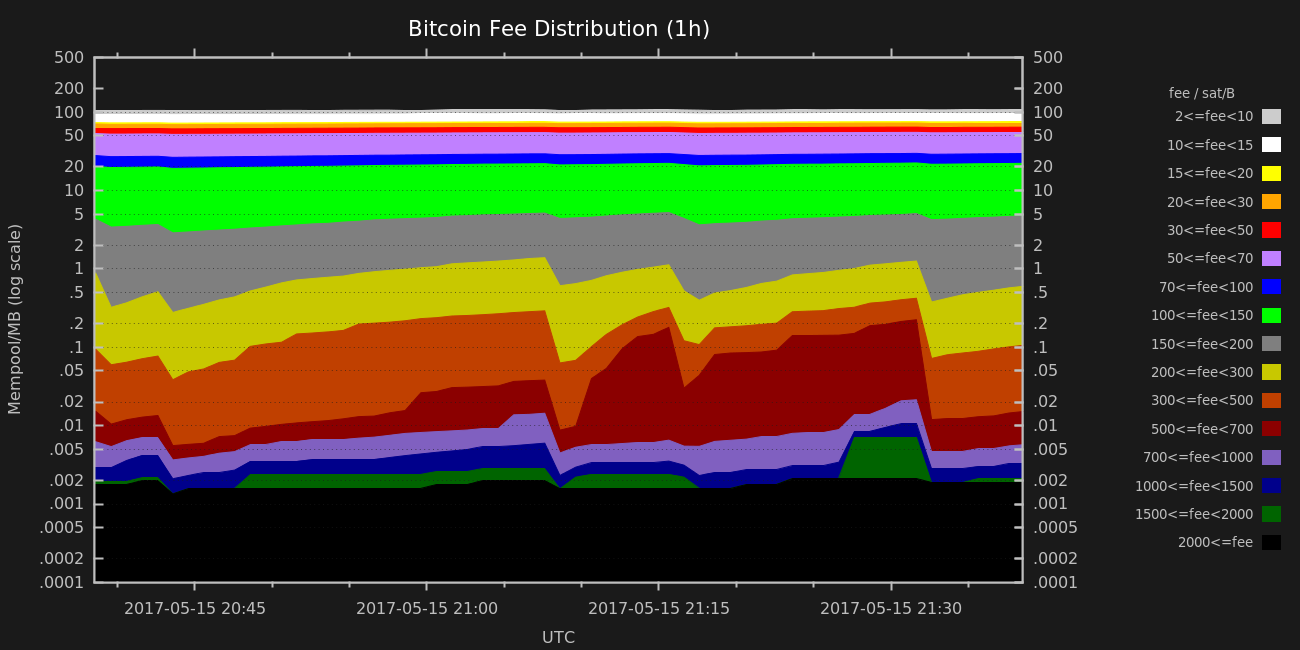 Bitcoin Fee Distribution (1h)
Mempool/MB (log scale)
500
200
100
50
20
10
5
2
1
.5
.2
.1
.05
.02
.01
.005
.002
.001
.0005
.0002
.0001
500
200
100
50
20
10
5
2
1
.5
.2
.1
.05
.02
.01
.005
.002
.001
.0005
.0002
.0001
2017-05-15 20:45
2017-05-15 21:00
2017-05-15 21:15
2017-05-15 21:30
UTC
fee / sat/B
2<=fee<10
10<=fee<15
15<=fee<20
20<=fee<30
30<=fee<50
50<=fee<70
70<=fee<100
100<=fee<150
150<=fee<200
200<=fee<300
300<=fee<500
500<=fee<700
700<=fee<1000
1000<=fee<1500
1500<=fee<2000
2000<=fee